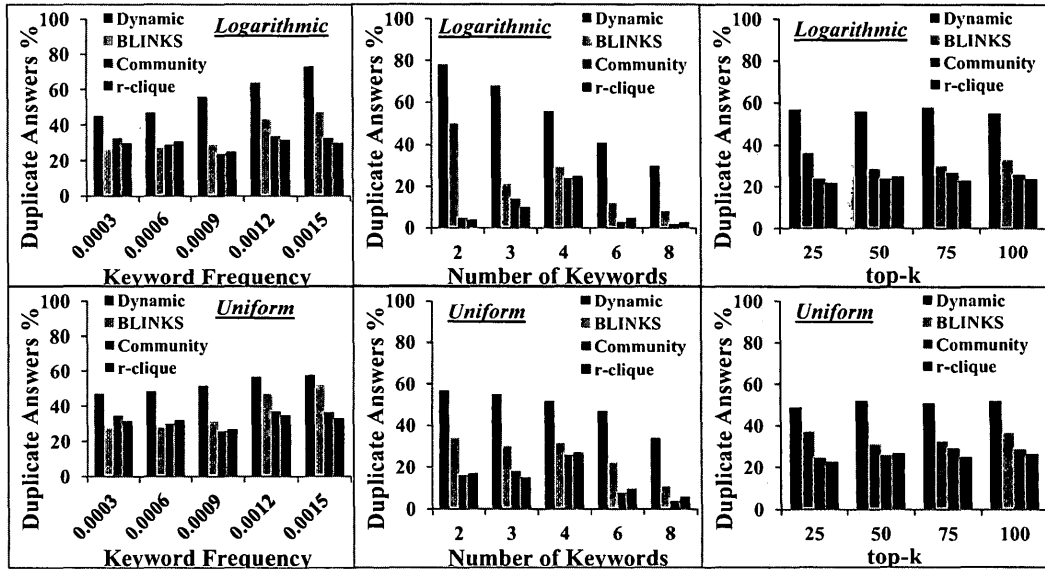 Duplicate Answers %
100
80
60
40
20
0
Dynamic
BLINKS
Community
r-clique
Logarithmic
0.0003
0.0006
0.0009
0.0012
0.0015
Keyword Frequency
Duplicate Answers %
100
80
60
40
20
0
Logarithmic
Dynamic
BLINKS
Community
r-clique
2 3 4 6 8
Number of Keywords
Duplicate Answers %
100
80
60
40
20
0
Logarithmic
Dynamic
BLINKS
Community
r-clique
25 50 75 100
top-k
Duplicate Answers %
100
80
60
40
20
0
Dynamic
BLINKS
Community
r-clique
Uniform
0.0003
0.0006
0.0009
0.0012
0.0015
Keyword Frequency
Duplicate Answers %
100
80
60
40
20
0
Uniform
Dynamic
BLINKS
Community
r-clique
2 3 4 6 8
Number of Keywords
Duplicate Answers %
100
80
60
40
20
0
Uniform
Dynamic
BLINKS
Community
r-clique
25 50 75 100
top-k